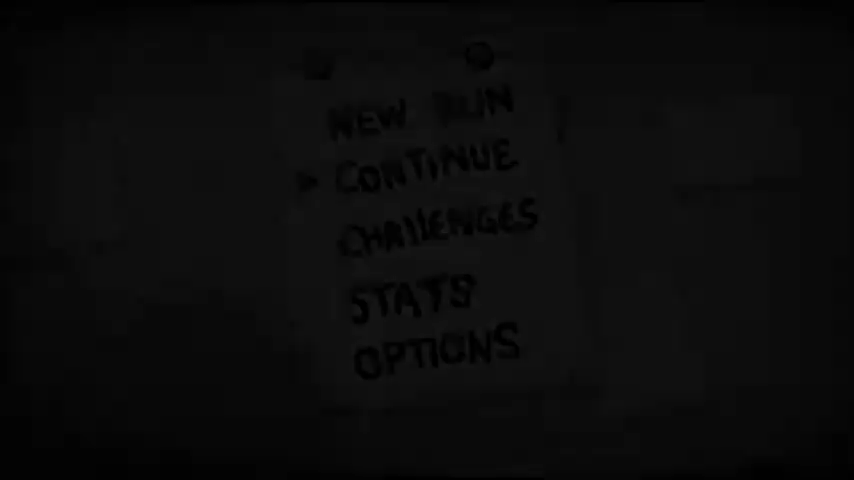 NEW RUN
CONTINUE
CHALLENGES
STATS
OPTIONS